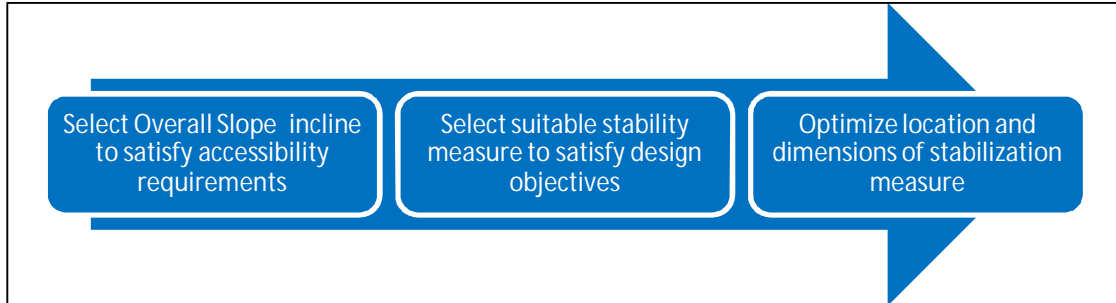 Select Overall Slope incline
to satisfy accessibility
requirements
Select suitable stability
measure to satisfy design
objectives
Optimize location and
dimensions of stabilization
measure